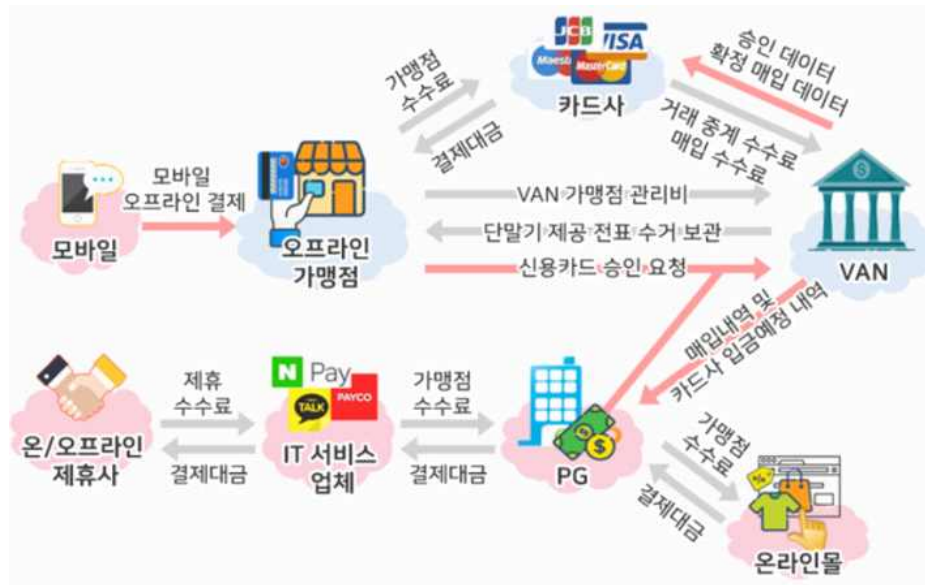 JCB
VISA
Maestro
MasterCard
카드사
가맹점
수수료
결제대금
승인 데이터
확정 매입 데이터
거래 중계 수수료
매입 수수료
모바일
오프라인 결제
모바일
오프라인
가맹점
VAN 가맹점 관리비
단말기 제공 전표 수거 보관
신용카드 승인 요청
VAN
매입내역 및
카드사 입금예정 내역
온/오프라인
제휴사
제휴
수수료
결제대금
N Pay
TALK
PAYCO
IT 서비스
업체
가맹점
수수료
결제대금
PG
가맹점
수수료
결제대금
온라인몰